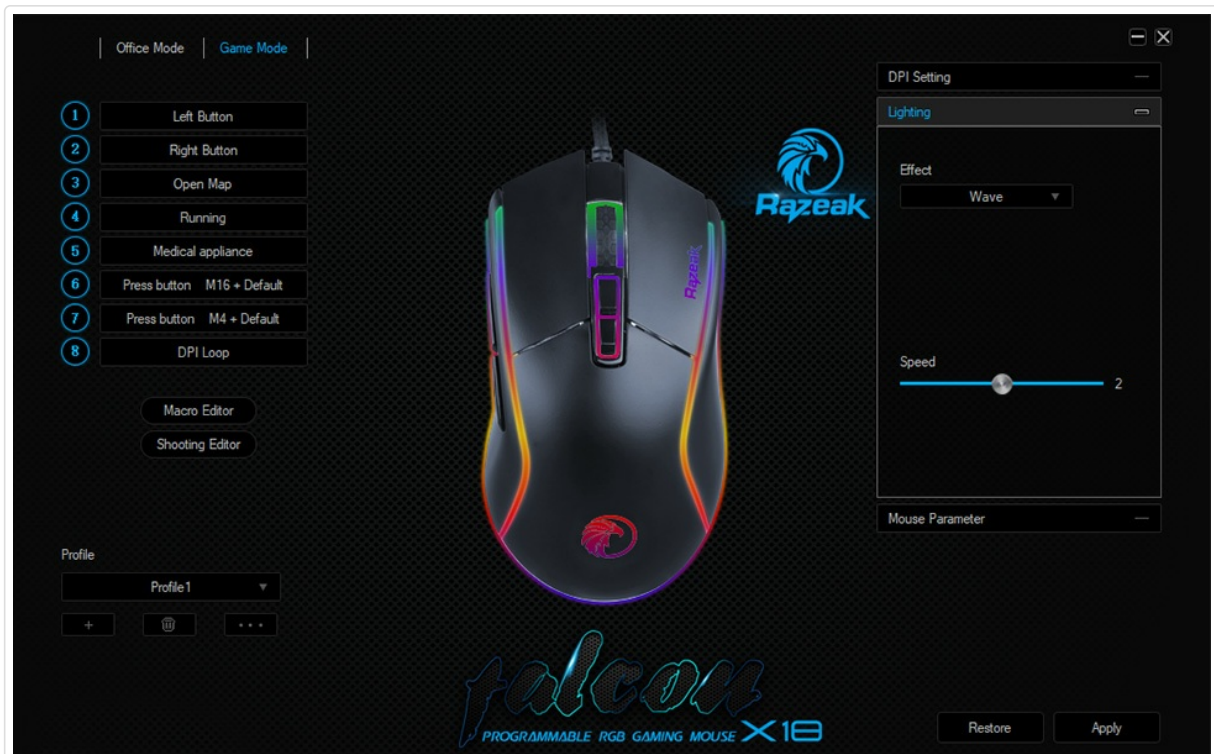 Office Mode
Game Mode
1 Left Button
2 Right Button
3 Open Map
4 Running
5 Medical appliance
6 Press button M16 + Default
7 Press button M4 + Default
8 DPI Loop
Macro Editor
Shooting Editor
Profile
Profile1
+
...
Razeak
Razeak
falcon
PROGRAMMABLE RGB GAMING MOUSE X10
DPI Setting
Lighting
Effect
Wave
Speed
2
Mouse Parameter
Restore
Apply